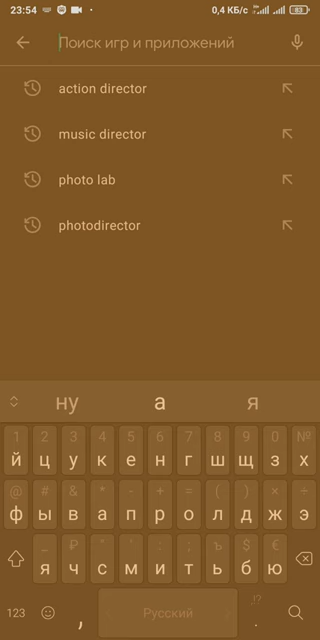 23:54 0,4 КБ/с 83
Поиск игр и приложений
action director
music director
photo lab
photodirector
ну а я
1 2 3 4 5 6 7 8 9 0 №
й ц у к е н г ш щ з х
@ # & * - + = ( ) × ÷
ф ы в а п р о л д ж э
_ ₽ " ' : ; ъ $ €
я ч с м и т ь б ю
123 , Русский . !?